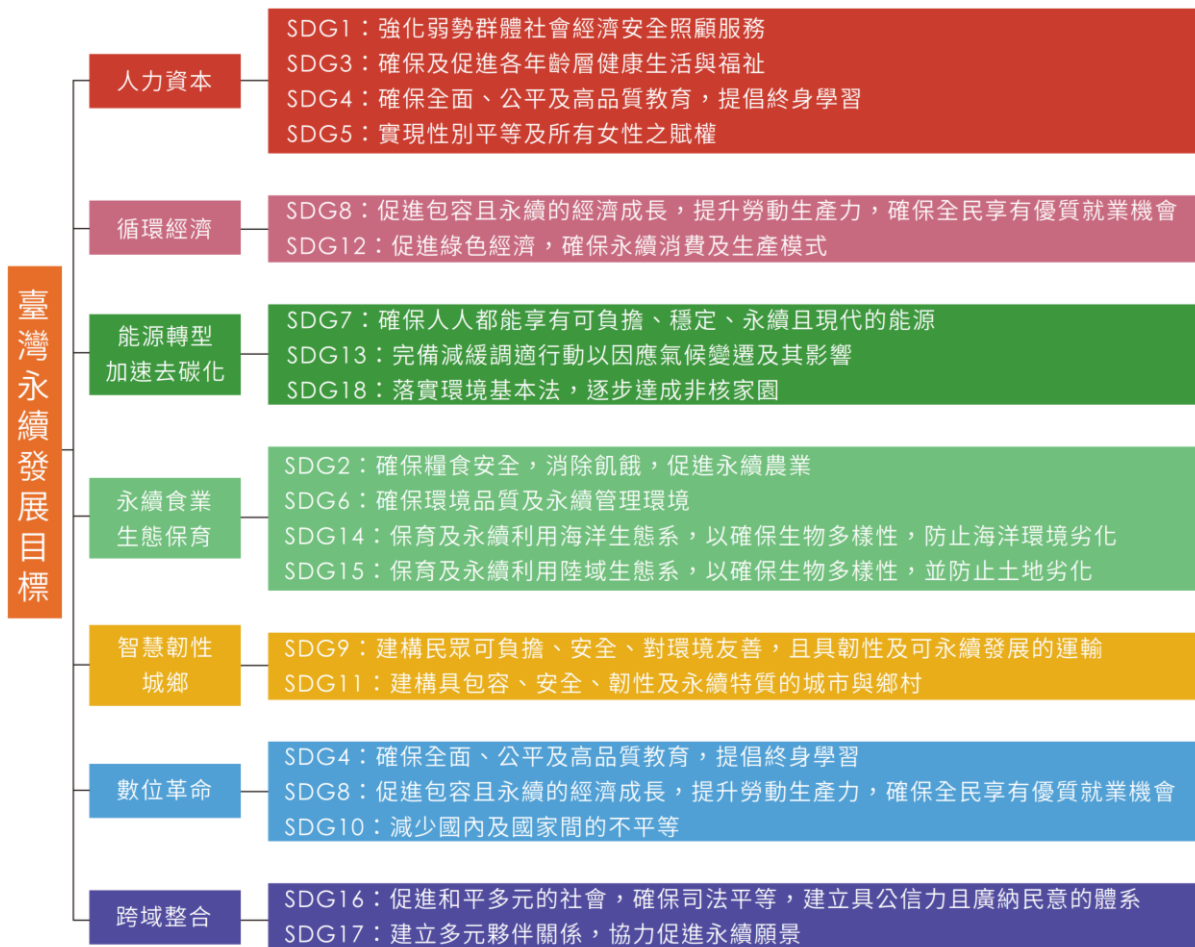 臺灣永續發展目標
人力資本
SDG1：強化弱勢群體社會經濟安全照顧服務
SDG3：確保及促進各年齡層健康生活與福祉
SDG4：確保全面、公平及高品質教育，提倡終身學習
SDG5：實現性別平等及所有女性之賦權
循環經濟
SDG8：促進包容且永續的經濟成長，提升勞動生產力，確保全民享有優質就業機會
SDG12：促進綠色經濟，確保永續消費及生產模式
能源轉型
加速去碳化
SDG7：確保人人都能享有可負擔、穩定、永續且現代的能源
SDG13：完備減緩調適行動以因應氣候變遷及其影響
SDG18：落實環境基本法，逐步達成非核家園
永續食業
生態保育
SDG2：確保糧食安全，消除飢餓，促進永續農業
SDG6：確保環境品質及永續管理環境
SDG14：保育及永續利用海洋生態系，以確保生物多樣性，防止海洋環境劣化
SDG15：保育及永續利用陸域生態系，以確保生物多樣性，並防止土地劣化
智慧韌性
城鄉
SDG9：建構民眾可負擔、安全、對環境友善，且具韌性及可永續發展的運輸
SDG11：建構具包容、安全、韌性及永續特質的城市與鄉村
數位革命
SDG4：確保全面、公平及高品質教育，提倡終身學習
SDG8：促進包容且永續的經濟成長，提升勞動生產力，確保全民享有優質就業機會
SDG10：減少國內及國家間的不平等
跨域整合
SDG16：促進和平多元的社會，確保司法平等，建立具公信力且廣納民意的體系
SDG17：建立多元夥伴關係，協力促進永續願景